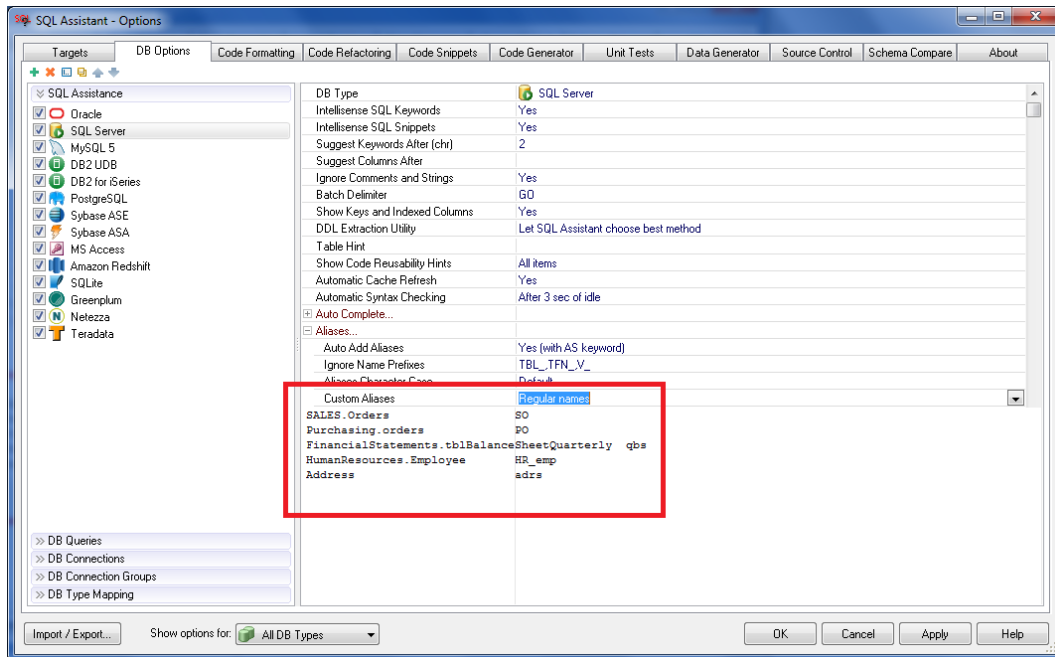 SQL Assistant - Options
Targets DB Options Code Formatting Code Refactoring Code Snippets Code Generator Unit Tests Data Generator Source Control Schema Compare About
SQL Assistance
Oracle
SQL Server
MySQL 5
DB2 UDB
DB2 for iSeries
PostgreSQL
Sybase ASE
Sybase ASA
MS Access
Amazon Redshift
SQLite
Greenplum
Netezza
Teradata
DB Queries
DB Connections
DB Connection Groups
DB Type Mapping
DB Type SQL Server
Intellisense SQL Keywords Yes
Intellisense SQL Snippets Yes
Suggest Keywords After (chr) 2
Suggest Columns After
Ignore Comments and Strings Yes
Batch Delimiter GO
Show Keys and Indexed Columns Yes
DDL Extraction Utility Let SQL Assistant choose best method
Table Hint
Show Code Reusability Hints All items
Automatic Cache Refresh Yes
Automatic Syntax Checking After 3 sec of idle
Auto Complete...
Aliases...
Auto Add Aliases Yes (with AS keyword)
Ignore Name Prefixes TBL_,TFN_,V_
Aliases Character Case Default
Custom Aliases Regular names
SALES.Orders SO
Purchasing.orders PO
FinancialStatements.tblBalanceSheetQuarterly qbs
HumanResources.Employee HR_emp
Address adrs
Import / Export... Show options for: All DB Types OK Cancel Apply Help